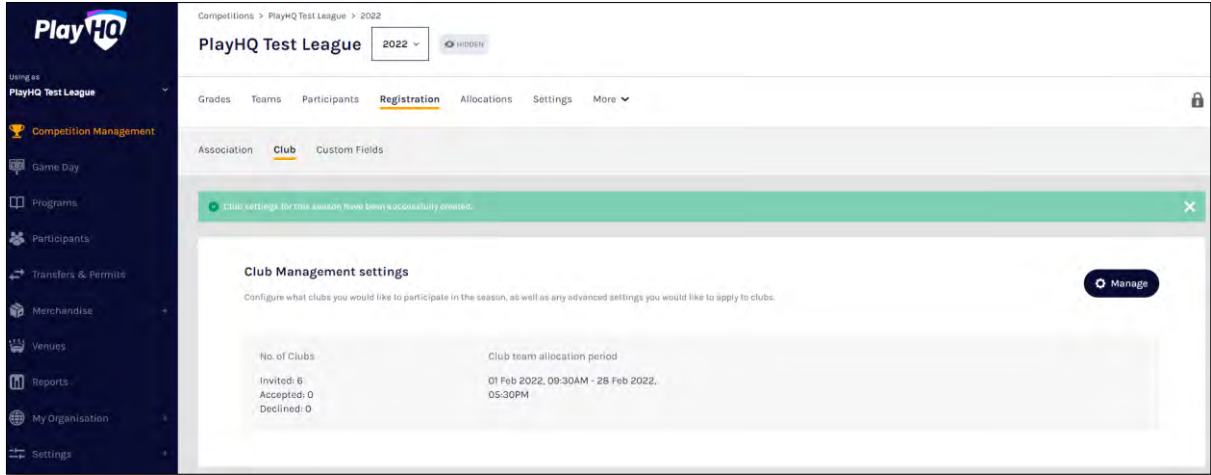 PlayHQ
Using as
PlayHQ Test League
Competition Management
Game Day
Programs
Participants
Transfers & Permits
Merchandise
Venues
Reports
My Organisation
Settings
Competitions > PlayHQ Test League > 2022
PlayHQ Test League 2022 HIDDEN
Grades Teams Participants Registration Allocations Settings More
Association Club Custom Fields
Club settings for this season have been successfully created.
Club Management settings
Configure what clubs you would like to participate in the season, as well as any advanced settings you would like to apply to clubs.
Manage
No. of Clubs
Invited: 6
Accepted: 0
Declined: 0
Club team allocation period
01 Feb 2022, 09:30AM - 28 Feb 2022,
05:30PM